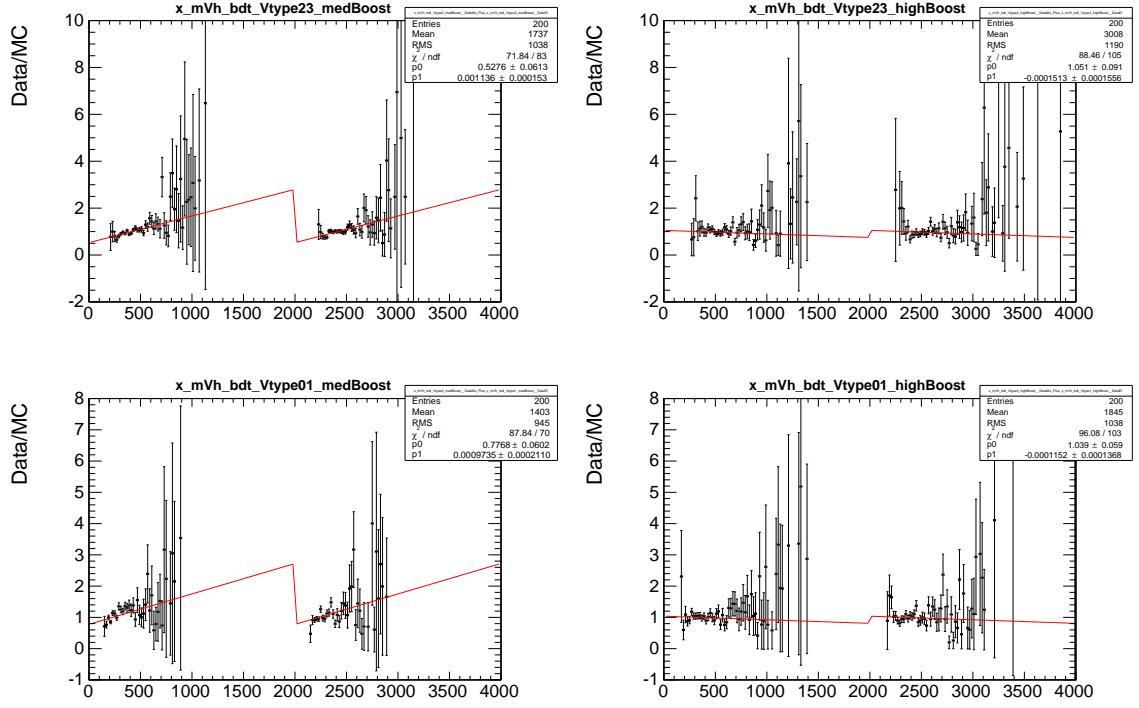 x_mVh_bdt_Vtype23_medBoost
Data/MC
Entries 200
Mean 1737
RMS 1038
χ² / ndf 71.84 / 83
p0 0.5276 ± 0.0613
p1 0.001136 ± 0.000153
10
8
6
4
2
0
-2
0 500 1000 1500 2000 2500 3000 3500 4000
x_mVh_bdt_Vtype23_highBoost
Data/MC
Entries 200
Mean 3008
RMS 1190
χ² / ndf 88.46 / 105
p0 1.051 ± 0.091
p1 -0.0001513 ± 0.0001556
10
8
6
4
2
0
-2
0 500 1000 1500 2000 2500 3000 3500 4000
x_mVh_bdt_Vtype01_medBoost
Data/MC
Entries 200
Mean 1403
RMS 945
χ² / ndf 87.84 / 70
p0 0.7768 ± 0.0602
p1 0.0009735 ± 0.0002110
8
7
6
5
4
3
2
1
0
-1
0 500 1000 1500 2000 2500 3000 3500 4000
x_mVh_bdt_Vtype01_highBoost
Data/MC
Entries 200
Mean 1845
RMS 1038
χ² / ndf 96.08 / 103
p0 1.039 ± 0.059
p1 -0.0001152 ± 0.0001368
8
7
6
5
4
3
2
1
0
-1
0 500 1000 1500 2000 2500 3000 3500 4000